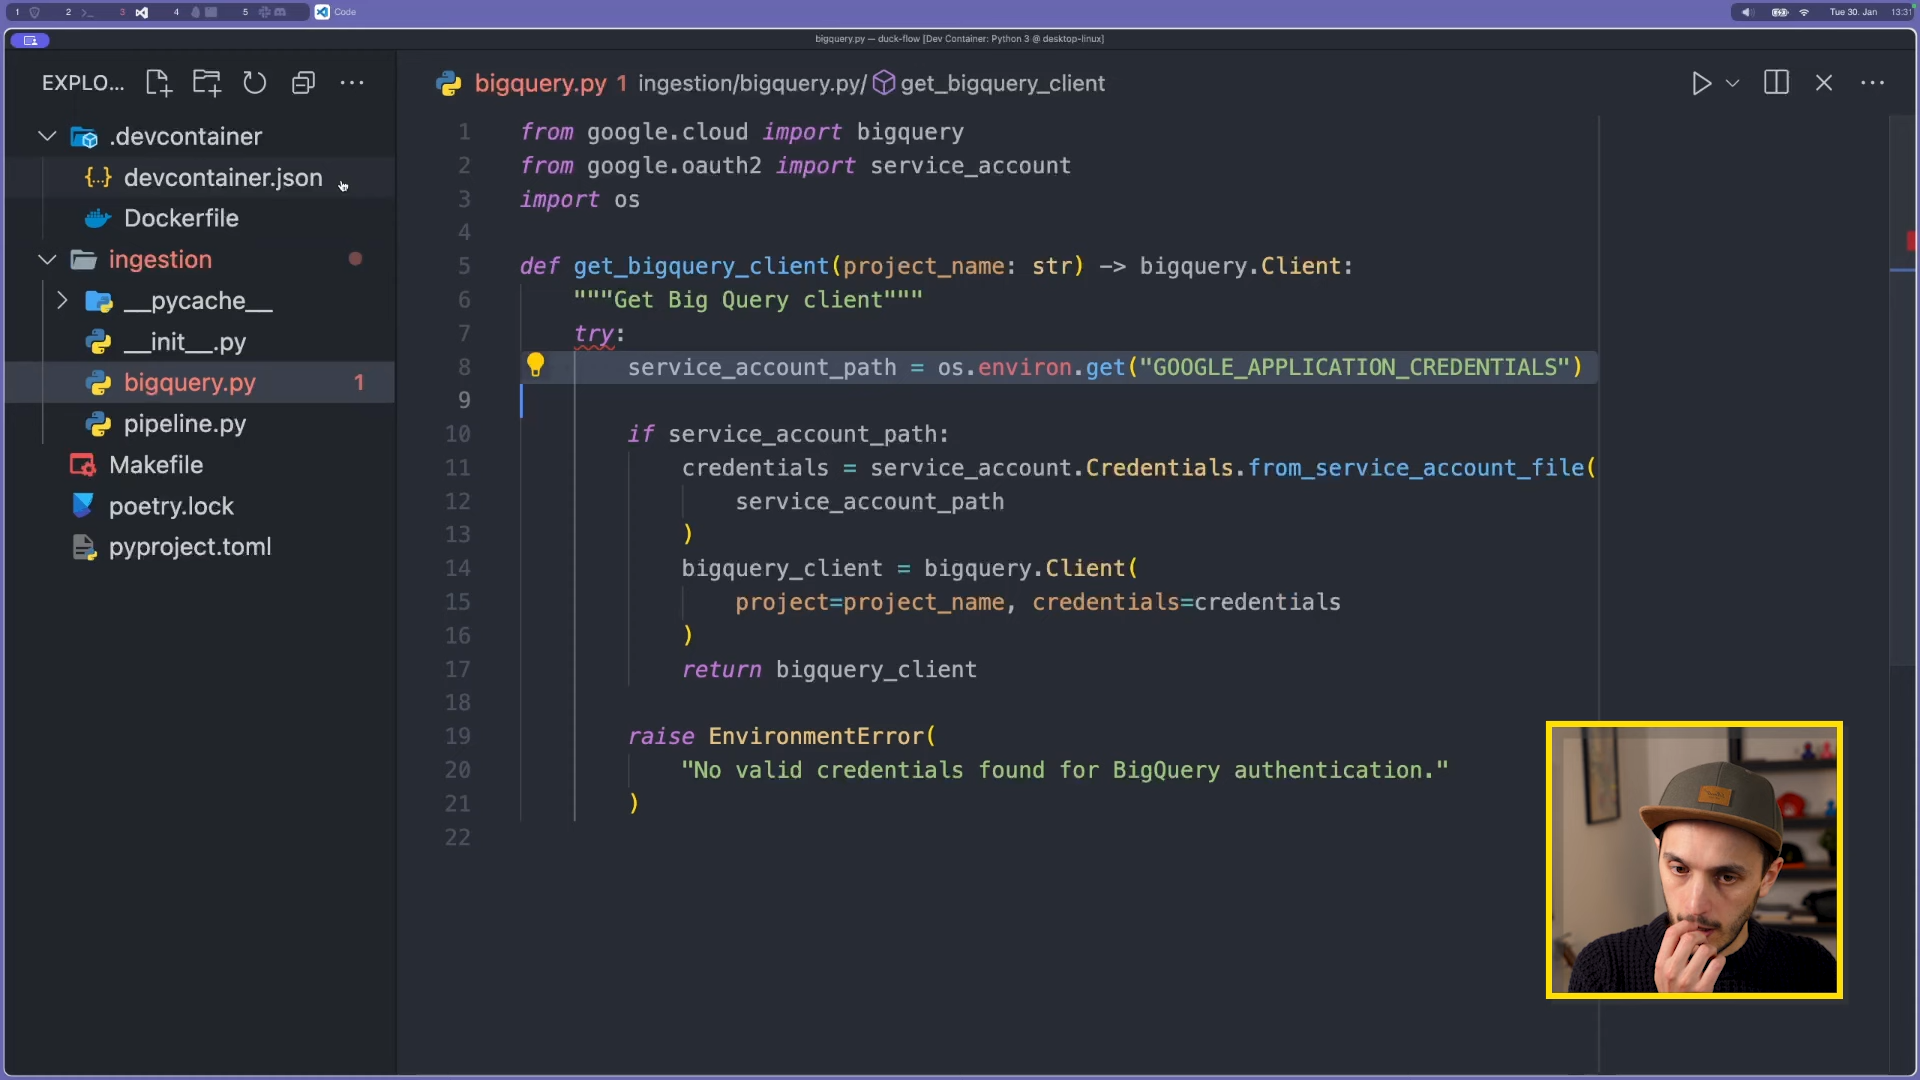 1 2 3 4 5 Code
Tue 30. Jan 13:31
bigquery.py — duck-flow [Dev Container: Python 3 @ desktop-linux]
EXPLO...
.devcontainer
devcontainer.json
Dockerfile
ingestion
__pycache__
__init__.py
bigquery.py 1
pipeline.py
Makefile
poetry.lock
pyproject.toml
bigquery.py 1 ingestion/bigquery.py/ get_bigquery_client
1 from google.cloud import bigquery
2 from google.oauth2 import service_account
3 import os
4
5 def get_bigquery_client(project_name: str) -> bigquery.Client:
6 """Get Big Query client"""
7 try:
8 service_account_path = os.environ.get("GOOGLE_APPLICATION_CREDENTIALS")
9
10 if service_account_path:
11 credentials = service_account.Credentials.from_service_account_file(
12 service_account_path
13 )
14 bigquery_client = bigquery.Client(
15 project=project_name, credentials=credentials
16 )
17 return bigquery_client
18
19 raise EnvironmentError(
20 "No valid credentials found for BigQuery authentication."
21 )
22